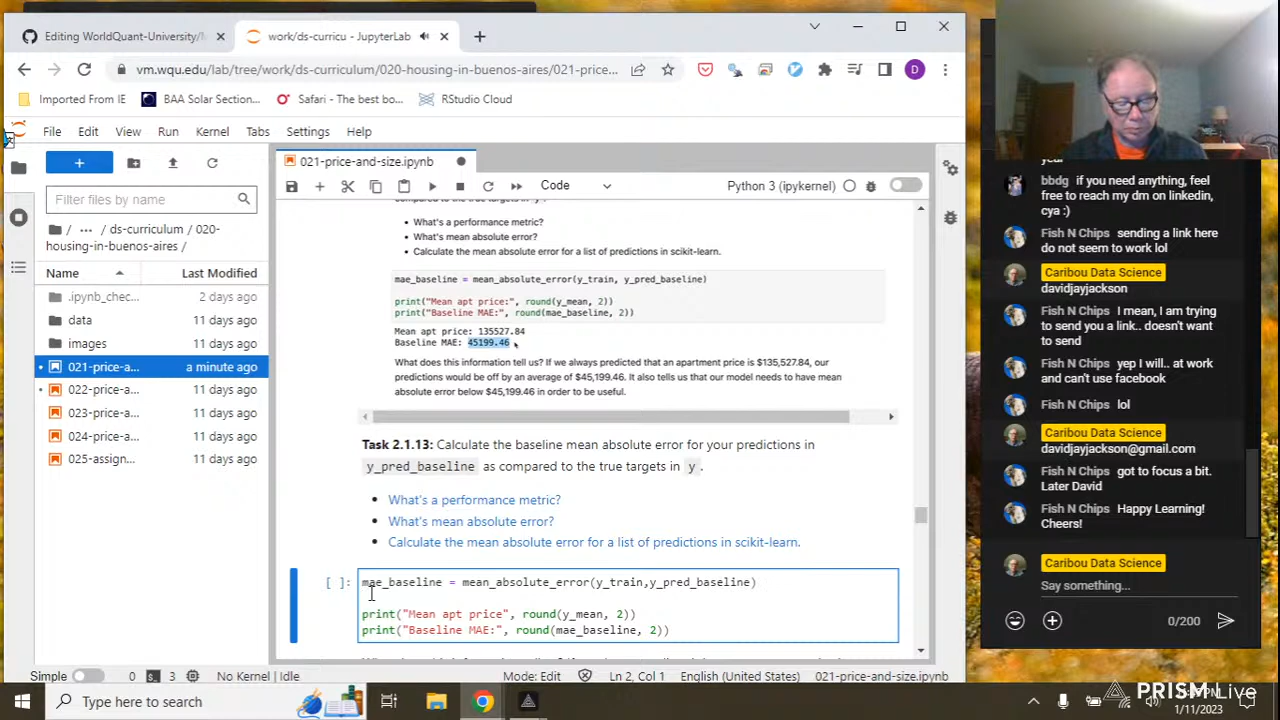 Editing WorldQuant-University/
work/ds-curricu - JupyterLab
vm.wqu.edu/lab/tree/work/ds-curriculum/020-housing-in-buenos-aires/021-price...
D
Imported From IE
BAA Solar Section...
Safari - The best bo...
RStudio Cloud
File Edit View Run Kernel Tabs Settings Help
021-price-and-size.ipynb
Code
Python 3 (ipykernel)
Filter files by name
/ ... / ds-curriculum / 020-
housing-in-buenos-aires /
Name Last Modified
.ipynb_chec... 2 days ago
data 11 days ago
images 11 days ago
021-price-a... a minute ago
022-price-a... 11 days ago
023-price-a... 11 days ago
024-price-a... 11 days ago
025-assign... 11 days ago
What's a performance metric?
What's mean absolute error?
Calculate the mean absolute error for a list of predictions in scikit-learn.
mae_baseline = mean_absolute_error(y_train, y_pred_baseline)
print("Mean apt price:", round(y_mean, 2))
print("Baseline MAE:", round(mae_baseline, 2))
Mean apt price: 135527.84
Baseline MAE: 45199.46
What does this information tell us? If we always predicted that an apartment price is $135,527.84, our
predictions would be off by an average of $45,199.46. It also tells us that our model needs to have mean
absolute error below $45,199.46 in order to be useful.
Task 2.1.13: Calculate the baseline mean absolute error for your predictions in
y_pred_baseline as compared to the true targets in y.
What's a performance metric?
What's mean absolute error?
Calculate the mean absolute error for a list of predictions in scikit-learn.
[ ]: mae_baseline = mean_absolute_error(y_train,y_pred_baseline)
print("Mean apt price", round(y_mean, 2))
print("Baseline MAE:", round(mae_baseline, 2))
Simple 0 3 No Kernel | Idle
Mode: Edit Ln 2, Col 1 English (United States) 021-price-and-size.ipynb
Type here to search
1/11/2023
PRISM Live
year
bbdg if you need anything, feel
free to reach my dm on linkedin,
cya :)
Fish N Chips sending a link here
do not seem to work lol
Caribou Data Science
davidjayjackson
Fish N Chips I mean, I am trying
to send you a link.. doesn't want
to send
Fish N Chips yep I will.. at work
and can't use facebook
Fish N Chips lol
Caribou Data Science
davidjayjackson@gmail.com
Fish N Chips got to focus a bit.
Later David
Fish N Chips Happy Learning!
Cheers!
Caribou Data Science
Say something...
0/200